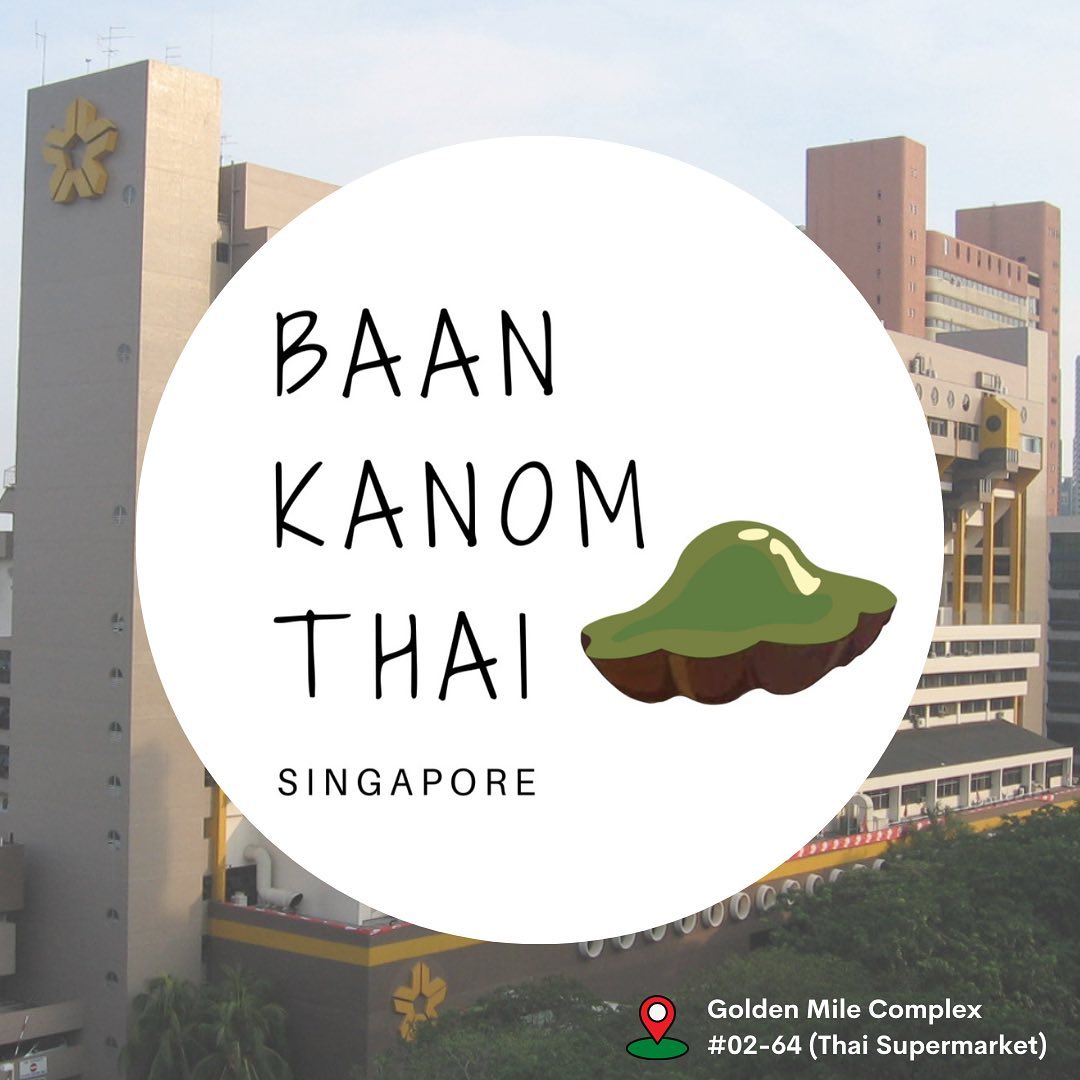 BAAN
KANOM
THAI
SINGAPORE
Golden Mile Complex
#02-64 (Thai Supermarket)